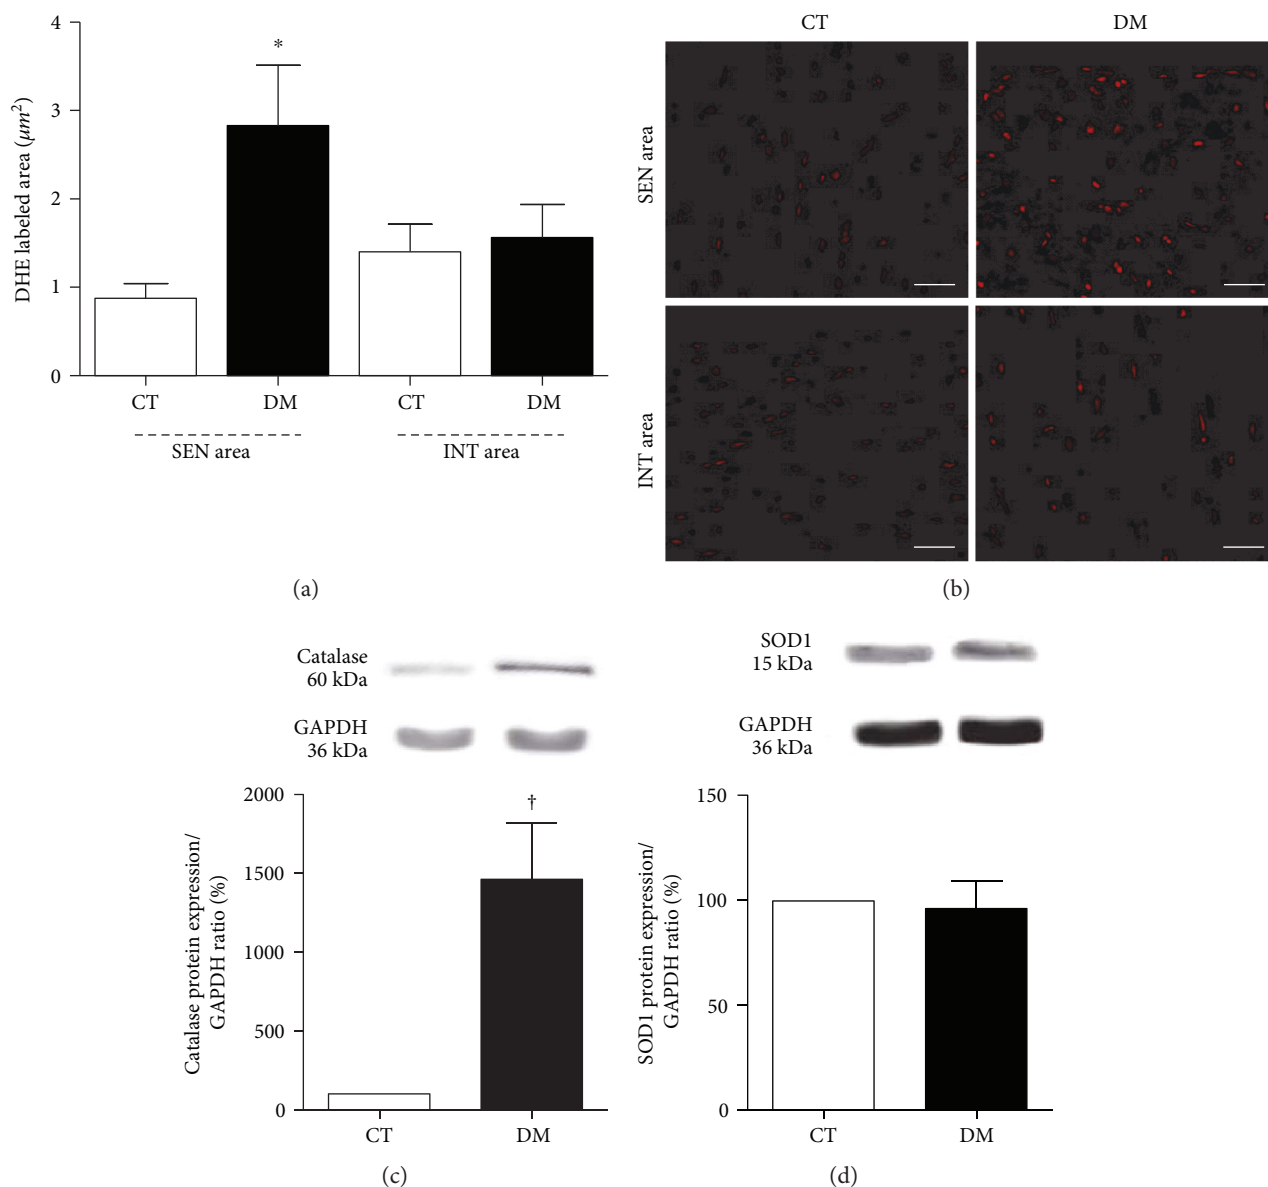 4
3
2
1
0
DHE labeled area (μm²)
*
CT
DM
CT
DM
SEN area
INT area
(a)
CT
DM
SEN area
INT area
(b)
Catalase
60 kDa
GAPDH
36 kDa
2000
1500
1000
500
0
Catalase protein expression/
GAPDH ratio (%)
†
CT
DM
(c)
SOD1
15 kDa
GAPDH
36 kDa
150
100
50
0
SOD1 protein expression/
GAPDH ratio (%)
CT
DM
(d)